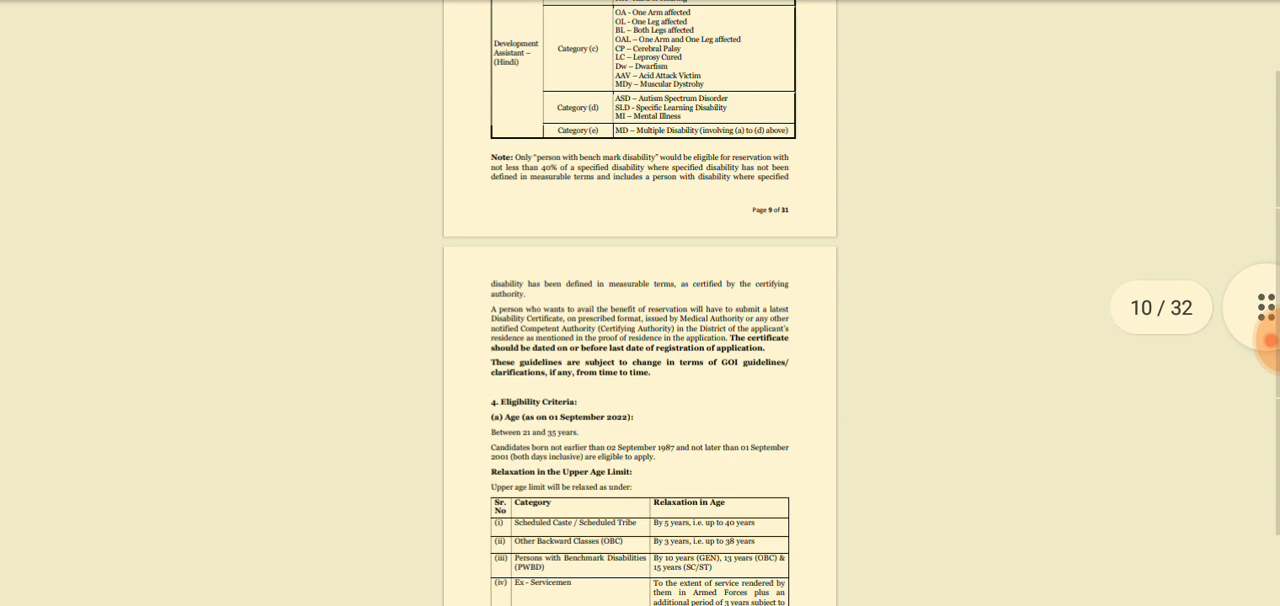 OA - One Arm affected
OL - One Leg affected
BL – Both Legs affected
OAL – One Arm and One Leg affected
CP – Cerebral Palsy
LC – Leprosy Cured
Dw – Dwarfism
AAV – Acid Attack Victim
MDy – Muscular Dystrohy
Development
Assistant –
(Hindi)
Category (c)
ASD – Autism Spectrum Disorder
SLD - Specific Learning Disability
MI – Mental Illness
Category (d)
Category (e)
MD – Multiple Disability (involving (a) to (d) above)
Note: Only "person with bench mark disability" would be eligible for reservation with
not less than 40% of a specified disability where specified disability has not been
defined in measurable terms and includes a person with disability where specified
Page 9 of 31
disability has been defined in measurable terms, as certified by the certifying
authority.
A person who wants to avail the benefit of reservation will have to submit a latest
Disability Certificate, on prescribed format, issued by Medical Authority or any other
notified Competent Authority (Certifying Authority) in the District of the applicant's
residence as mentioned in the proof of residence in the application. The certificate
should be dated on or before last date of registration of application.
These guidelines are subject to change in terms of GOI guidelines/
clarifications, if any, from time to time.
4. Eligibility Criteria:
(a) Age (as on 01 September 2022):
Between 21 and 35 years.
Candidates born not earlier than 02 September 1987 and not later than 01 September
2001 (both days inclusive) are eligible to apply.
Relaxation in the Upper Age Limit:
Upper age limit will be relaxed as under:
Sr. No Category Relaxation in Age
(i) Scheduled Caste / Scheduled Tribe By 5 years, i.e. up to 40 years
(ii) Other Backward Classes (OBC) By 3 years, i.e. up to 38 years
(iii) Persons with Benchmark Disabilities By 10 years (GEN), 13 years (OBC) &
(PWBD) 15 years (SC/ST)
(iv) Ex - Servicemen To the extent of service rendered by
them in Armed Forces plus an
additional period of 3 years subject to
10 / 32